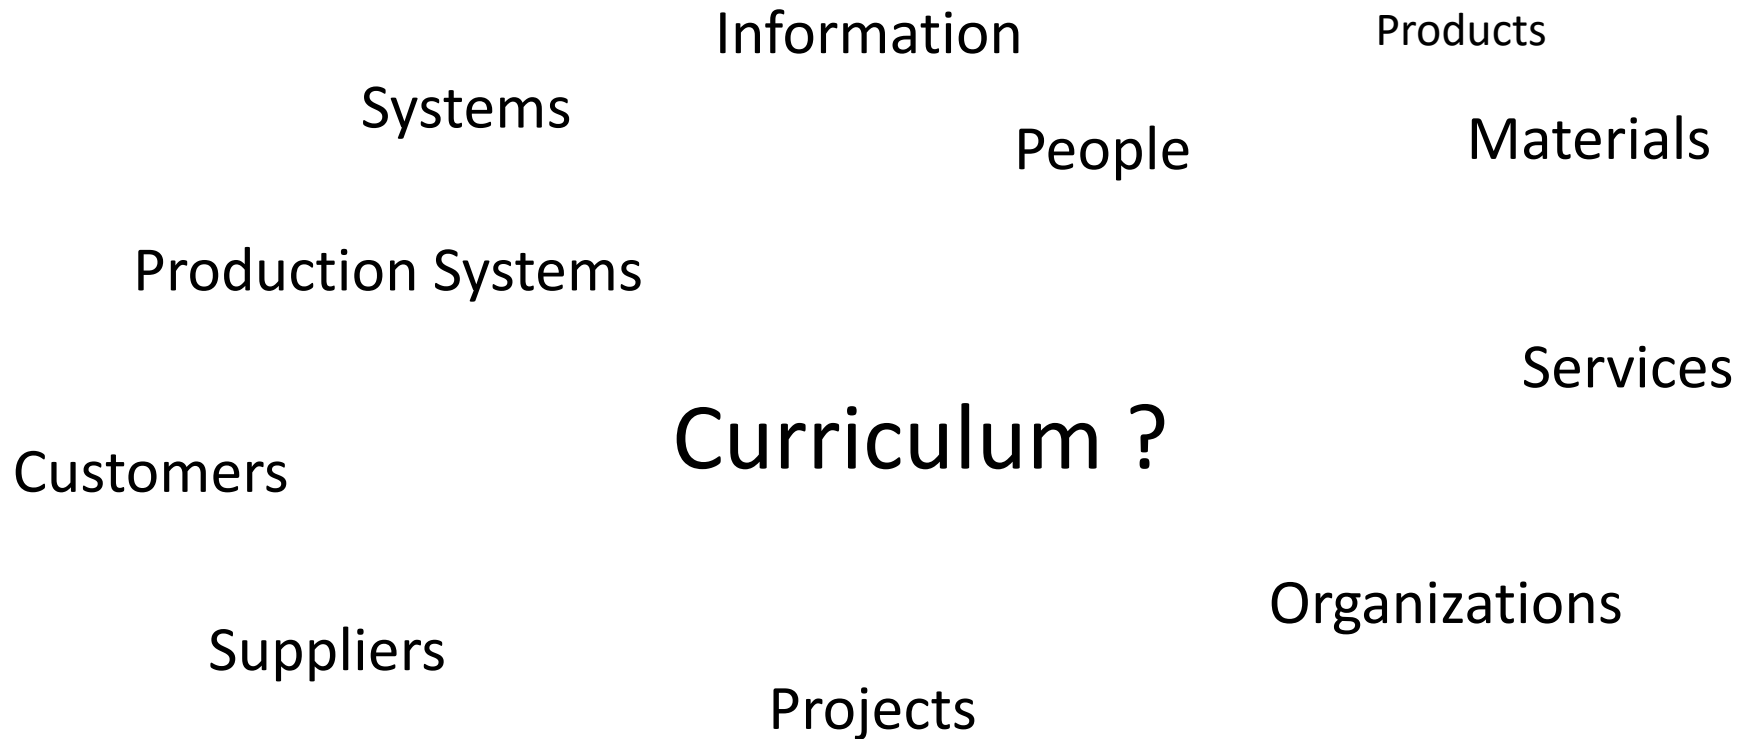 Information
Products
Systems
People
Materials
Production Systems
Services
Curriculum ?
Customers
Organizations
Suppliers
Projects